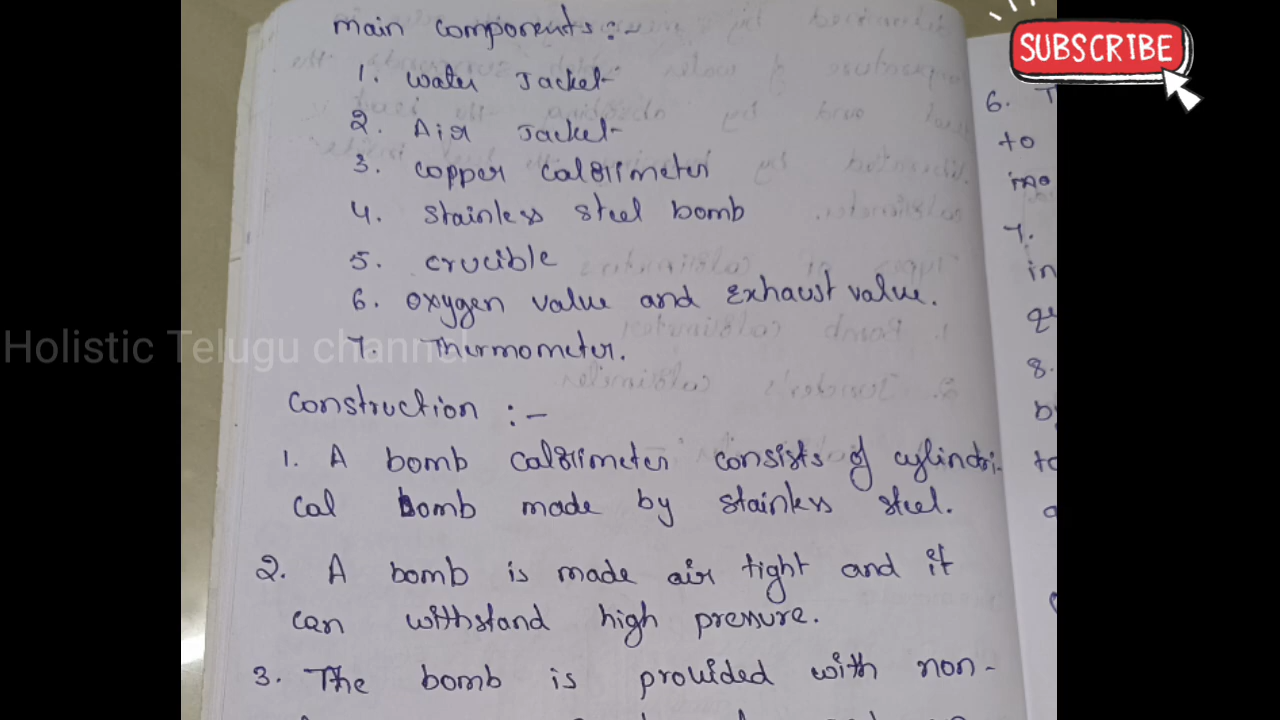 main components :-
1. water Jacket
2. Air Jacket
3. copper calorimeter
4. stainless steel bomb
5. crucible
6. oxygen value and Exhaust value.
7. Thermometer.
construction :-
1. A bomb calorimeter consists of cylindri-
cal bomb made by stainless steel.
2. A bomb is made air tight and it
can withstand high pressure.
3. The bomb is provided with non-
SUBSCRIBE
Holistic Telugu channel
6. T
to
7.
in
8.